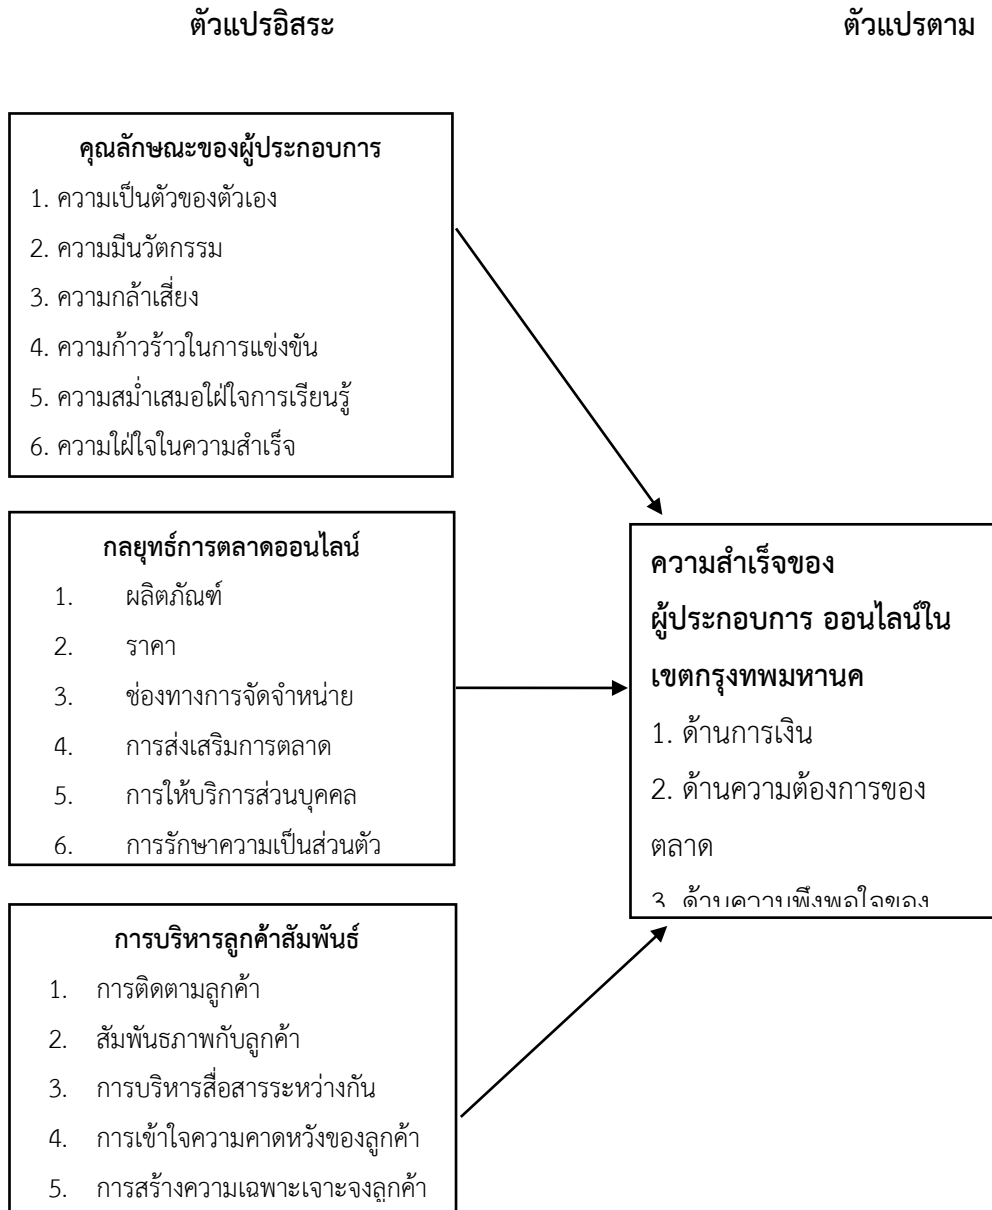 ตัวแปรอิสระ
ตัวแปรตาม
คุณลักษณะของผู้ประกอบการ
1. ความเป็นตัวของตัวเอง
2. ความมีนวัตกรรม
3. ความกล้าเสี่ยง
4. ความก้าวร้าวในการแข่งขัน
5. ความสม่ำเสมอใฝ่ใจการเรียนรู้
6. ความใฝ่ใจในความสำเร็จ
กลยุทธ์การตลาดออนไลน์
1. ผลิตภัณฑ์
2. ราคา
3. ช่องทางการจัดจำหน่าย
4. การส่งเสริมการตลาด
5. การให้บริการส่วนบุคคล
6. การรักษาความเป็นส่วนตัว
การบริหารลูกค้าสัมพันธ์
1. การติดตามลูกค้า
2. สัมพันธภาพกับลูกค้า
3. การบริหารสื่อสารระหว่างกัน
4. การเข้าใจความคาดหวังของลูกค้า
5. การสร้างความเฉพาะเจาะจงลูกค้า
ความสำเร็จของ
ผู้ประกอบการ ออนไลน์ใน
เขตกรุงทพมหานค
1. ด้านการเงิน
2. ด้านความต้องการของ
ตลาด
3. ด้านความพึงพอใจของ